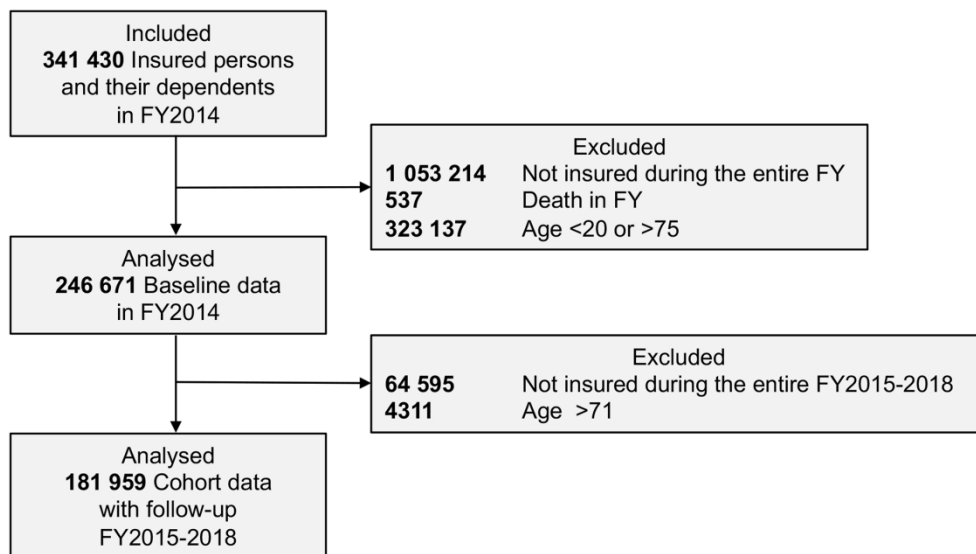 Included
341 430 Insured persons
and their dependents
in FY2014
Excluded
1 053 214 Not insured during the entire FY
537 Death in FY
323 137 Age <20 or >75
Analysed
246 671 Baseline data
in FY2014
Excluded
64 595 Not insured during the entire FY2015-2018
4311 Age >71
Analysed
181 959 Cohort data
with follow-up
FY2015-2018